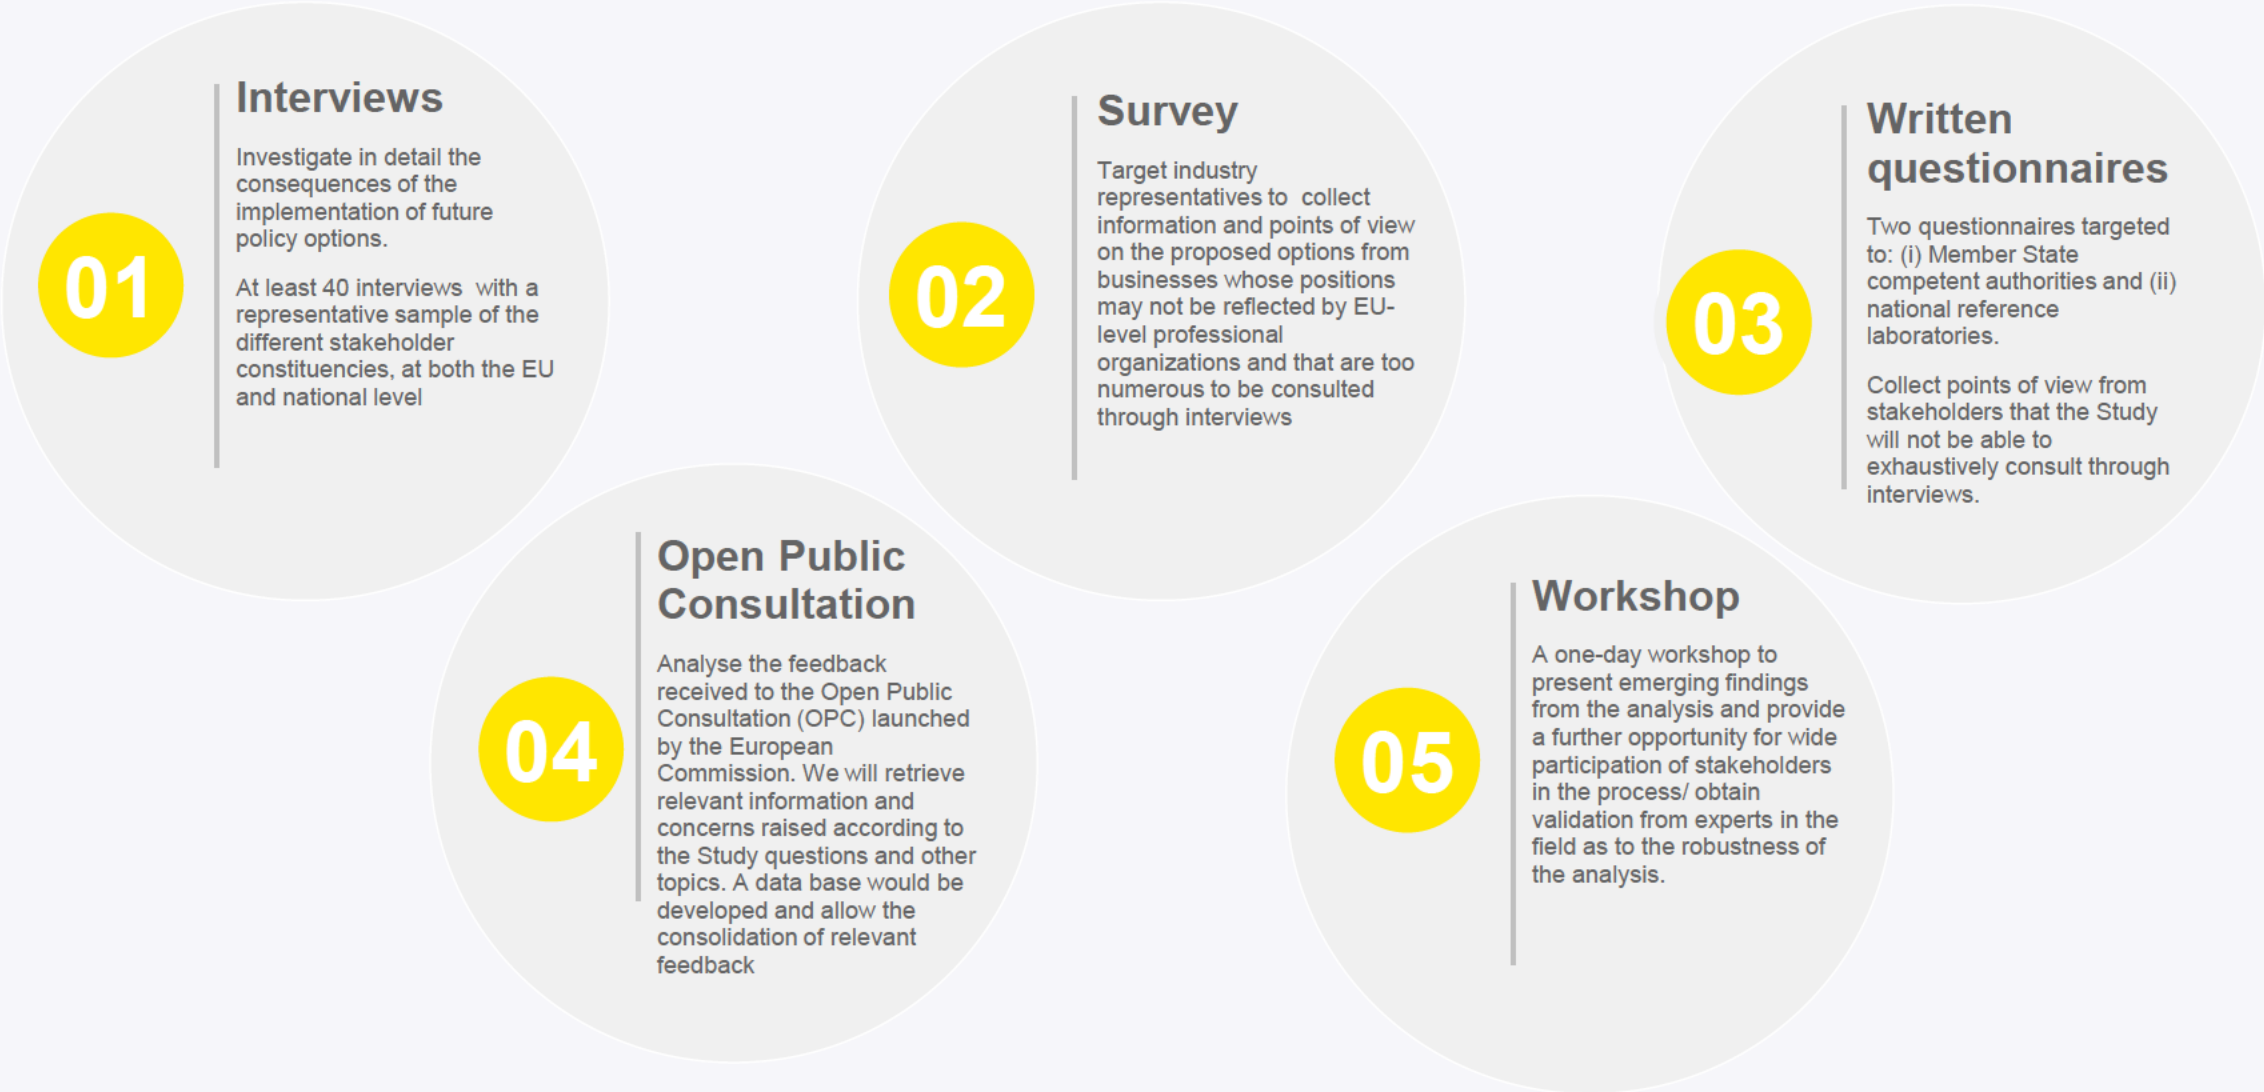 01
Interviews
Investigate in detail the
consequences of the
implementation of future
policy options.
At least 40 interviews with a
representative sample of the
different stakeholder
constituencies, at both the EU
and national level
02
Survey
Target industry
representatives to collect
information and points of view
on the proposed options from
businesses whose positions
may not be reflected by EU-
level professional
organizations and that are too
numerous to be consulted
through interviews
03
Written
questionnaires
Two questionnaires targeted
to: (i) Member State
competent authorities and (ii)
national reference
laboratories.
Collect points of view from
stakeholders that the Study
will not be able to
exhaustively consult through
interviews.
04
Open Public
Consultation
Analyse the feedback
received to the Open Public
Consultation (OPC) launched
by the European
Commission. We will retrieve
relevant information and
concerns raised according to
the Study questions and other
topics. A data base would be
developed and allow the
consolidation of relevant
feedback
05
Workshop
A one-day workshop to
present emerging findings
from the analysis and provide
a further opportunity for wide
participation of stakeholders
in the process/ obtain
validation from experts in the
field as to the robustness of
the analysis.